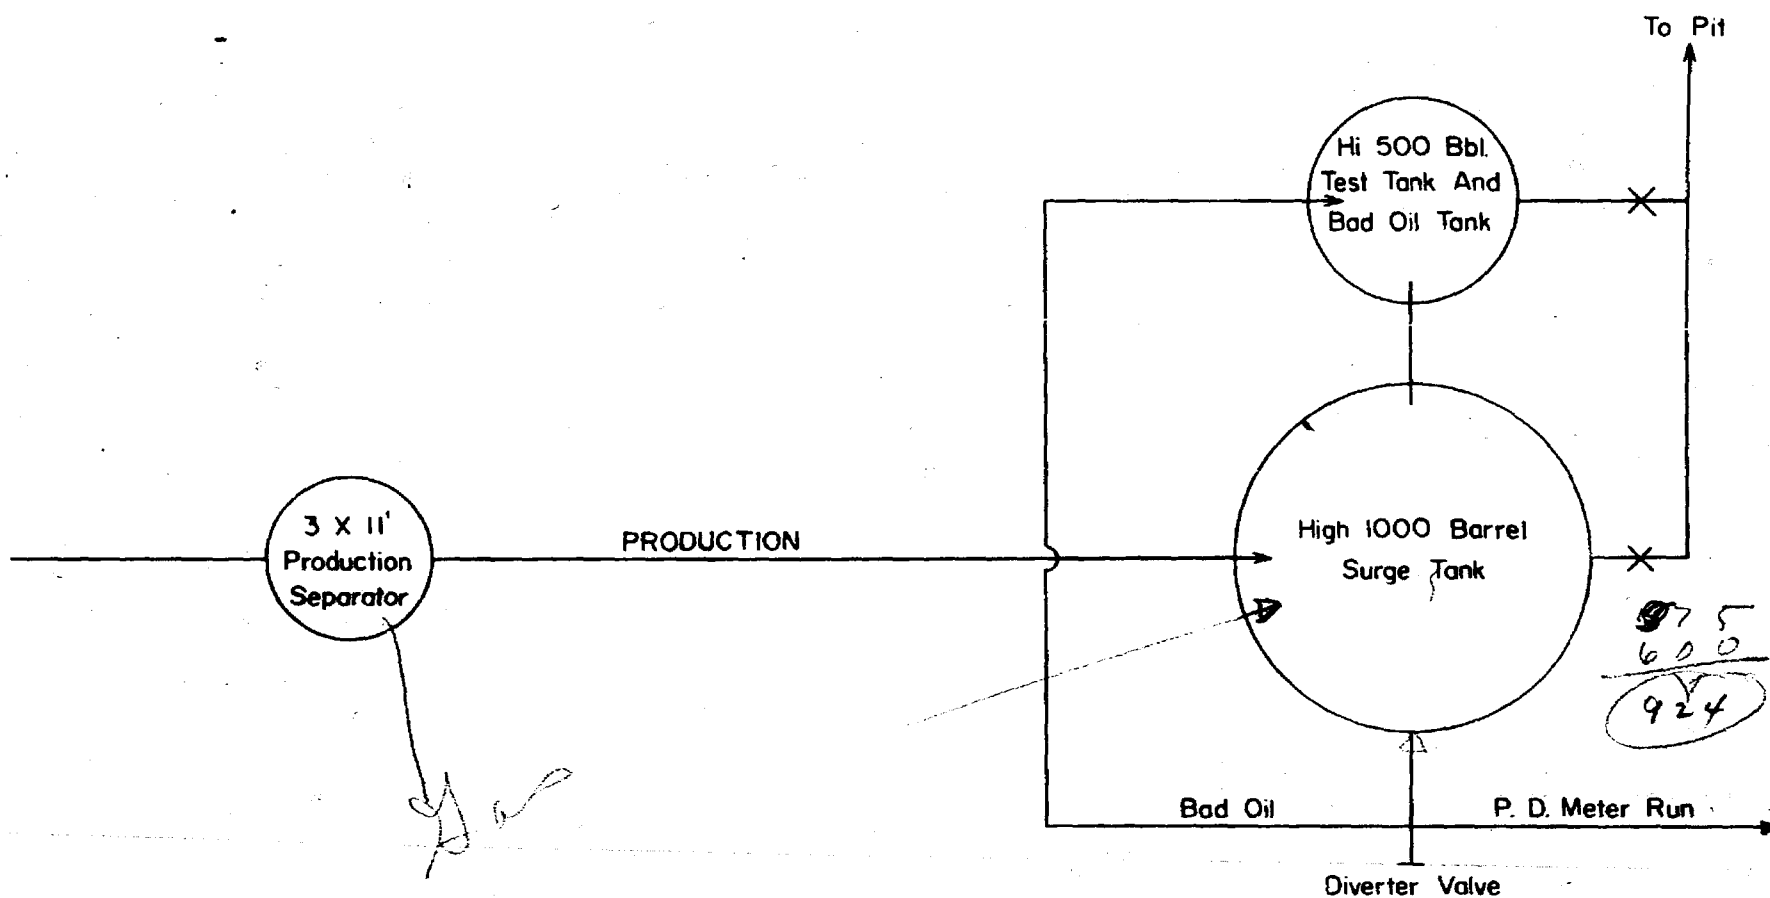 To Pit
Hi 500 Bbl.
Test Tank And
Bad Oil Tank
3 X 11'
Production
Separator
PRODUCTION
High 1000 Barrel
Surge Tank
600
924
Bad Oil
P. D. Meter Run
Diverter Valve